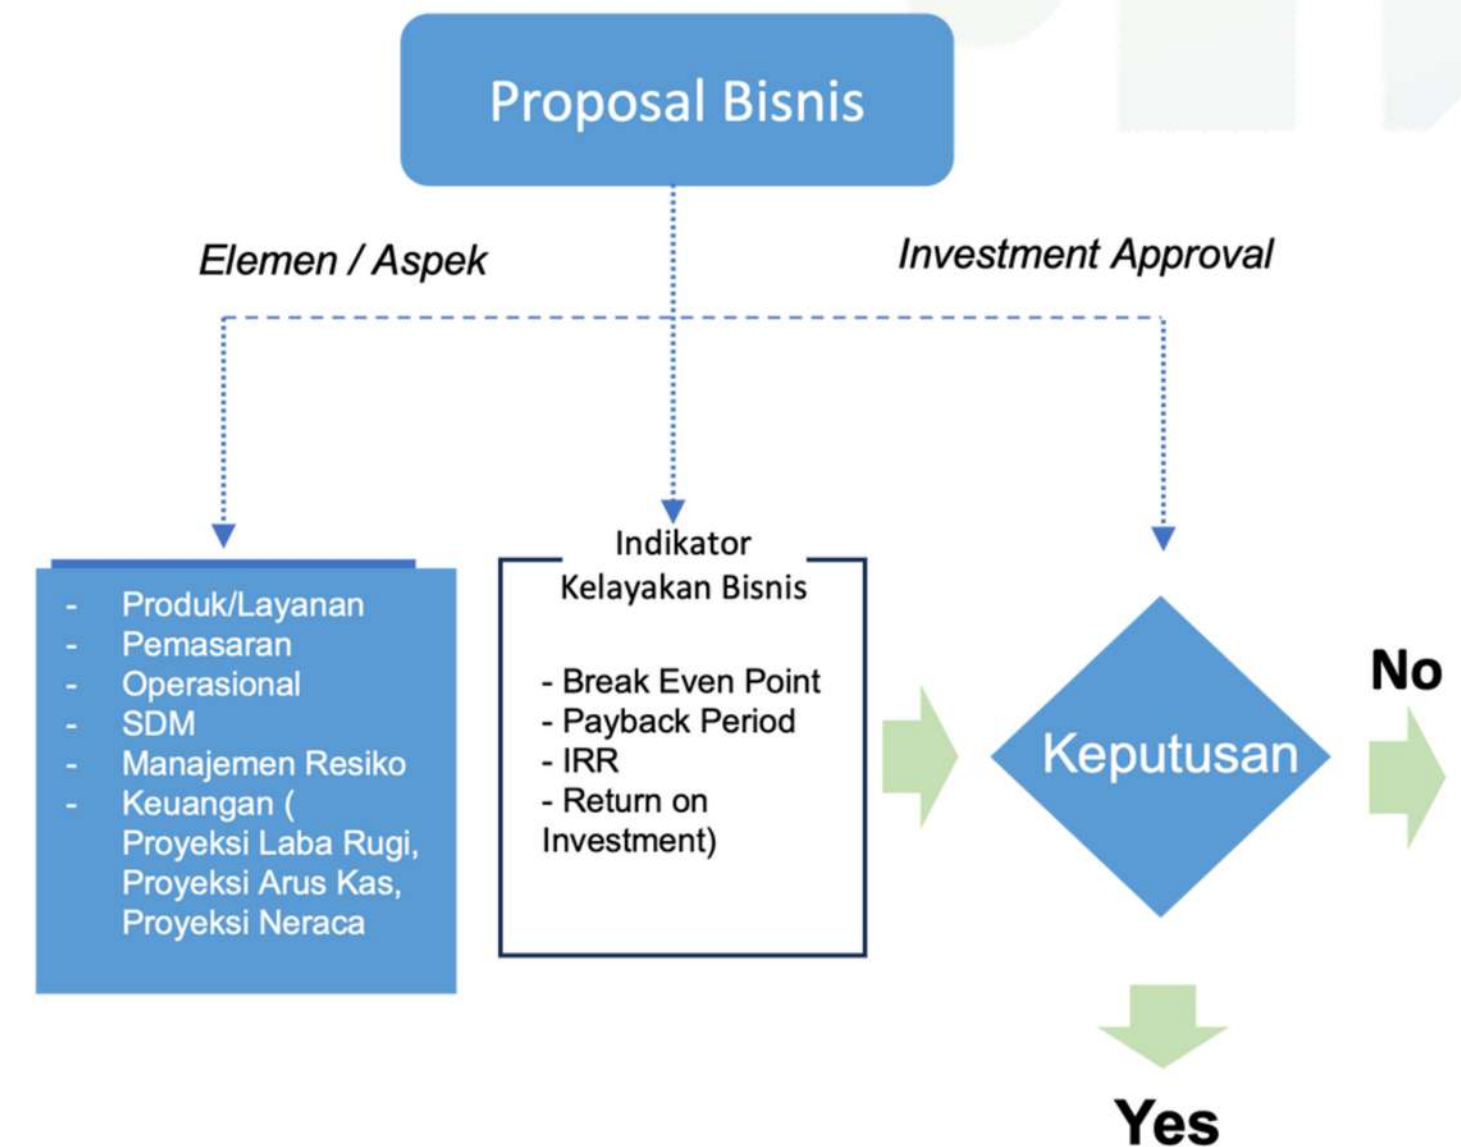 Proposal Bisnis
Elemen / Aspek
Investment Approval
- Produk/Layanan
- Pemasaran
- Operasional
- SDM
- Manajemen Resiko
- Keuangan (
Proyeksi Laba Rugi,
Proyeksi Arus Kas,
Proyeksi Neraca
Indikator
Kelayakan Bisnis
- Break Even Point
- Payback Period
- IRR
- Return on
Investment)
Keputusan
No
Yes